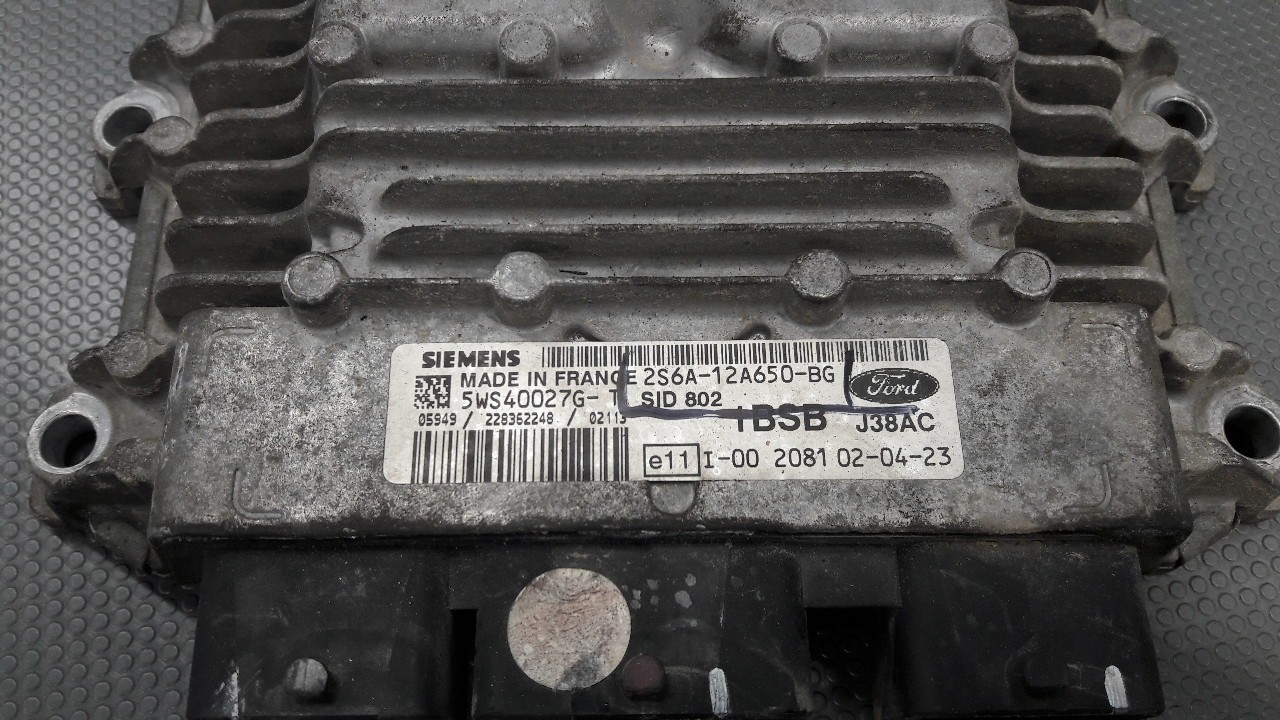 SIEMENS
MADE IN FRANCE 2S6A-12A650-BG
Ford
5WS40027G-T SID 802
05949 / 228362248 / 02113
1BSB J38AC
e11 I-00 2081 02-04-23